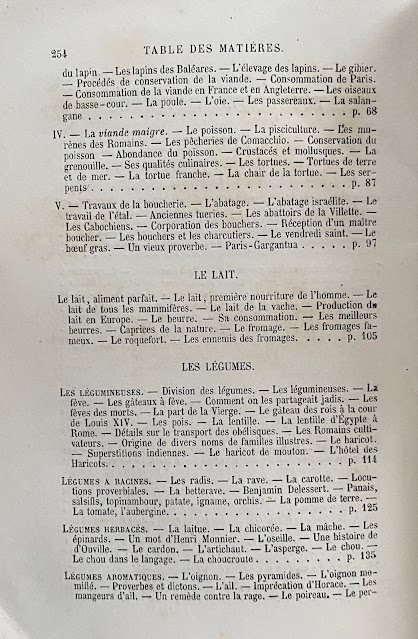 254 TABLE DES MATIÈRES.
du lapin. — Les lapins des Baléares. — L'élevage des lapins. — Le gibier.
— Procédés de conservation de la viande. — Consommation de Paris.
— Consommation de la viande en France et en Angleterre. — Les oiseaux
de basse-cour. — La poule. — L'oie. — Les passereaux. — La salan-
gane . . . . . . . . . . . . . . . . . . . . . . . p. 68
IV. — La viande maigre. — Le poisson. — La pisciculture. — Les mu-
rènes des Romains. — Les pêcheries de Comacchio. — Conservation du
poisson — Abondance du poisson. — Crustacés et mollusques. — La
grenouille. — Ses qualités culinaires. — Les tortues. — Tortues de terre
et de mer. — La tortue franche. — La chair de la tortue. — Les ser-
pents . . . . . . . . . . . . . . . . . . . . . . . p. 87
V. — Travaux de la boucherie. — L'abatage. — L'abatage israélite. — Le
travail de l'étal. — Anciennes tueries. — Les abattoirs de la Villette. —
Les Cabochiens. — Corporation des bouchers. — Réception d'un maître
boucher. — Les bouchers et les charcutiers. — Le vendredi saint. — Le
bœuf gras. — Un vieux proverbe. — Paris-Gargantua . . . . . p. 97
LE LAIT.
Le lait, aliment parfait. — Le lait, première nourriture de l'homme. — Le
lait de tous les mammifères. — Le lait de la vache. — Production du
lait en Europe. — Le beurre. — Sa consommation. — Les meilleurs
beurres. — Caprices de la nature. — Le fromage. — Les fromages fa-
meux. — Le roquefort. — Les ennemis des fromages. . . . . p. 105
LES LÉGUMES.
LES LÉGUMINEUSES. — Division des légumes. — Les légumineuses. — La
fève. — Les gâteaux à fève. — Comment on les partageait jadis. — Les
fèves des morts. — La part de la Vierge. — Le gâteau des rois à la cour
de Louis XIV. — Les pois. — La lentille. — La lentille d'Égypte à
Rome. — Détails sur le transport des obélisques. — Les Romains culti-
vateurs. — Origine de divers noms de familles illustres. — Le haricot.
— Superstitions indiennes. — Le haricot de mouton. — L'hôtel des
Haricots. . . . . . . . . . . . . . . . . . . . . . p. 114
LÉGUMES A RACINES. — Les radis. — La rave. — La carotte. — Locu-
tions proverbiales. — La betterave. — Benjamin Delessert. — Panais,
salsifis, topinambour, patate, igname, orchis. — La pomme de terre. —
La tomate, l'aubergine. . . . . . . . . . . . . . . . p. 125
LÉGUMES HERBACÉS. — La laitue. — La chicorée. — La mâche. — Les
épinards. — Un mot d'Henri Monnier. — L'oseille. — Une histoire de
d'Ouville. — Le cardon. — L'artichaut. — L'asperge. — Le chou. —
Le chou dans le langage. — La choucroute . . . . . . . . p. 135
LÉGUMES AROMATIQUES. — L'oignon. — Les pyramides. — L'oignon mo-
mifié. — Proverbes et dictons. — L'ail. — Imprécation d'Horace. — Les
mangeurs d'ail. — Un remède contre la rage. — Le poireau. — Le per-